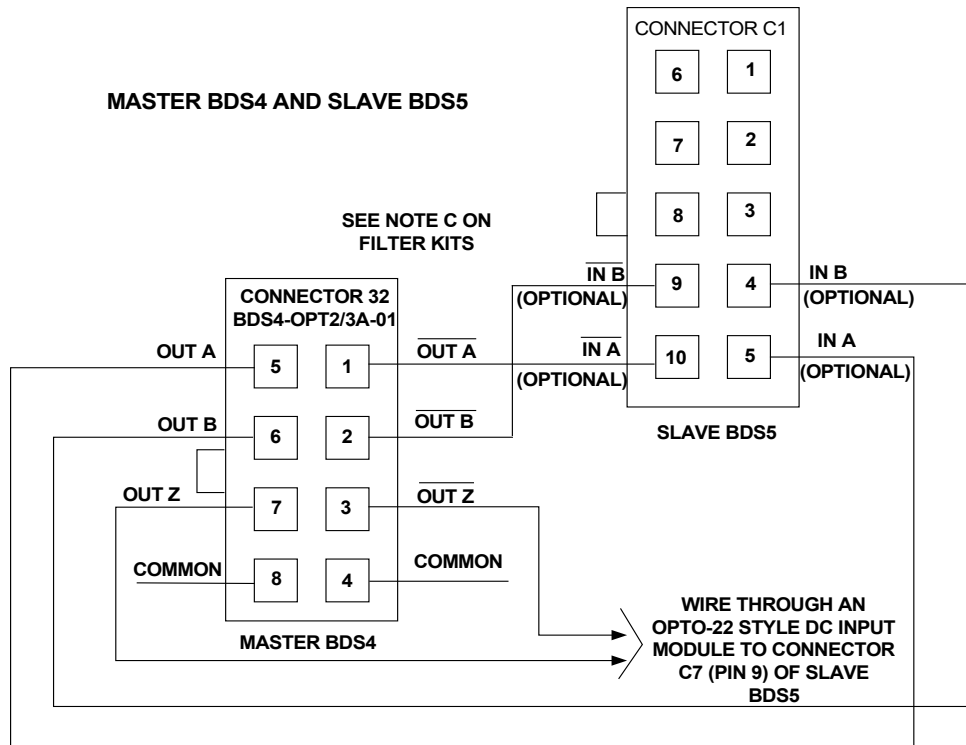 CONNECTOR C1
6
1
MASTER BDS4 AND SLAVE BDS5
7
2
SEE NOTE C ON
FILTER KITS
8
3
IN B
(OPTIONAL)
9
4
IN B
(OPTIONAL)
CONNECTOR 32
BDS4-OPT2/3A-01
OUT A
5
1
OUT A
IN A
(OPTIONAL)
10
5
IN A
(OPTIONAL)
OUT B
6
2
OUT B
SLAVE BDS5
OUT Z
7
3
OUT Z
COMMON
8
4
COMMON
MASTER BDS4
WIRE THROUGH AN
OPTO-22 STYLE DC INPUT
MODULE TO CONNECTOR
C7 (PIN 9) OF SLAVE
BDS5